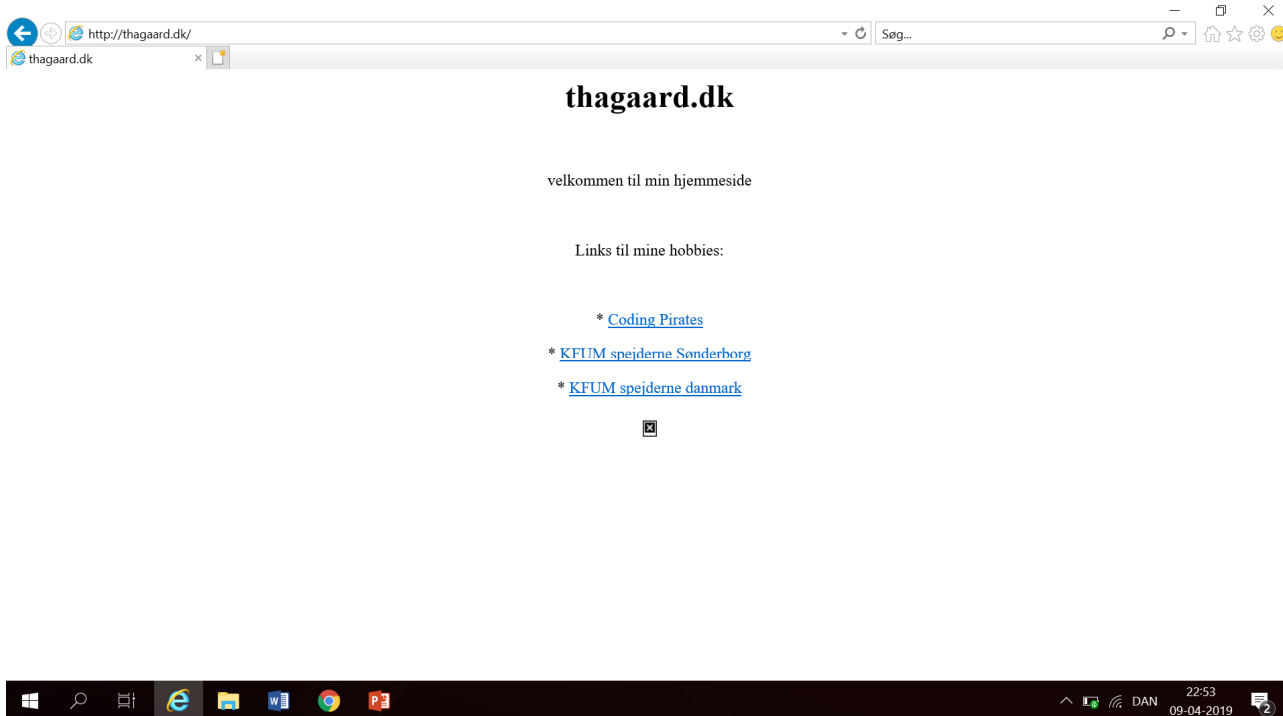 http://thagaard.dk/
Søg...
thagaard.dk
thagaard.dk
velkommen til min hjemmeside
Links til mine hobbies:
* Coding Pirates
* KFUM spejderne Sønderborg
* KFUM spejderne danmark
DAN
22:53
09-04-2019
2